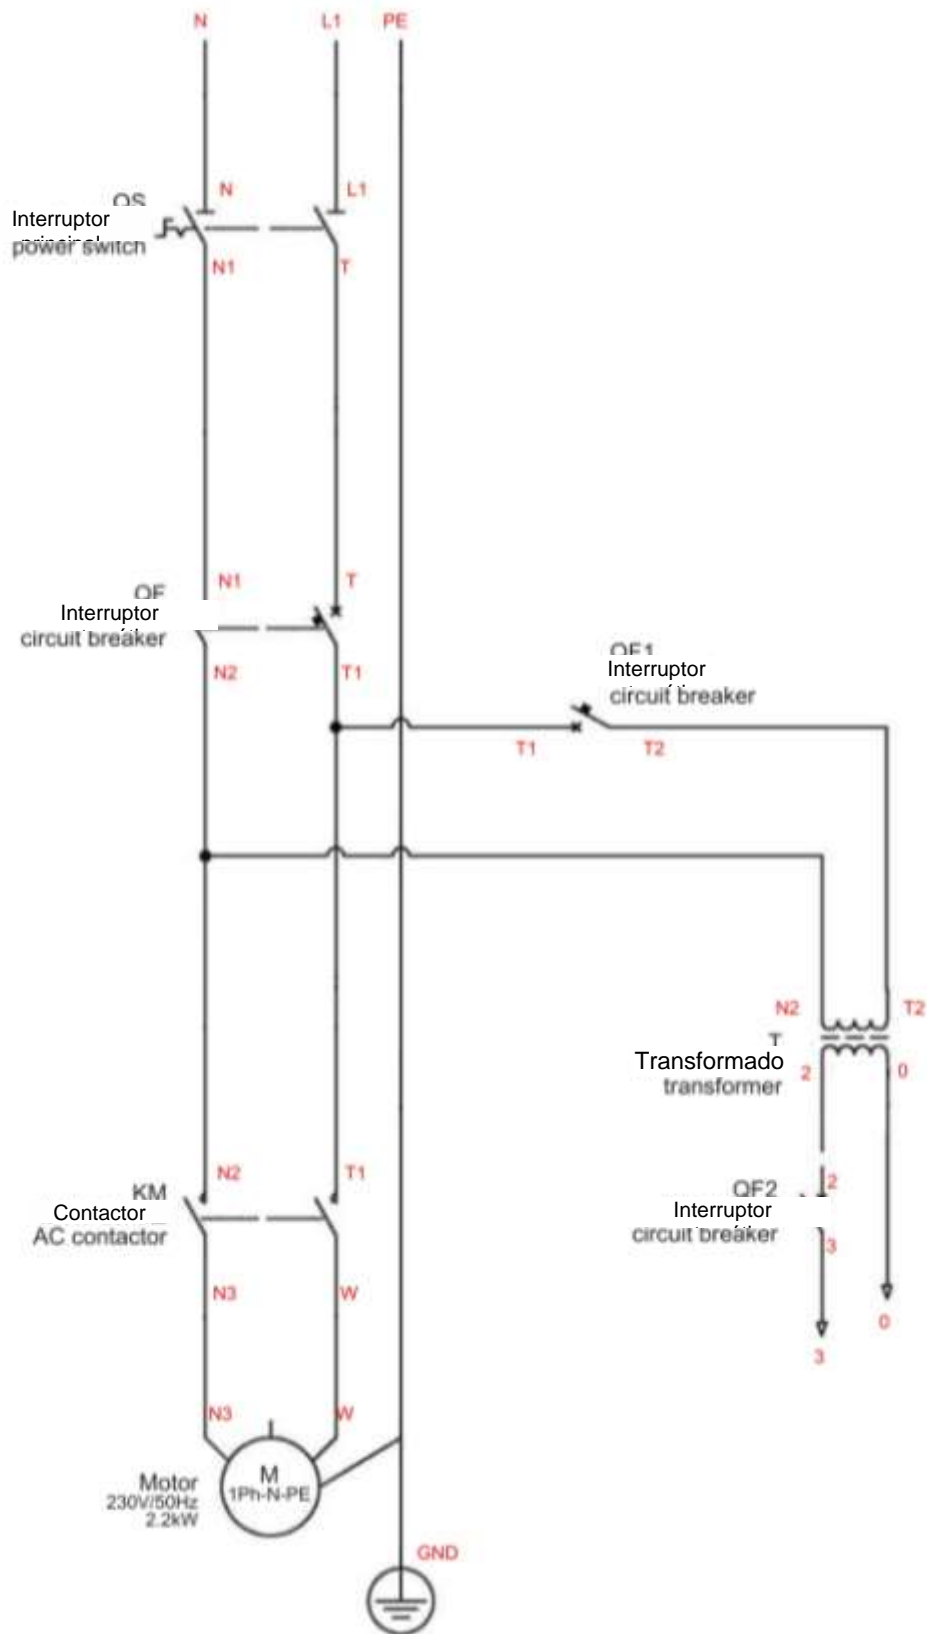 N L1 PE
N L1
QS
Interruptor
power switch
N1 T
N1 T
Interruptor
circuit breaker
N2 T1
QF1
Interruptor
circuit breaker
T1 T2
N2 T2
T
Transformado
transformer
2 0
N2 T1
KM
Contactor
AC contactor
QF2
2
Interruptor
circuit breaker
3
N3 W
0
3
N3 W
M
1Ph-N-PE
Motor
230V/50Hz
2.2kW
GND